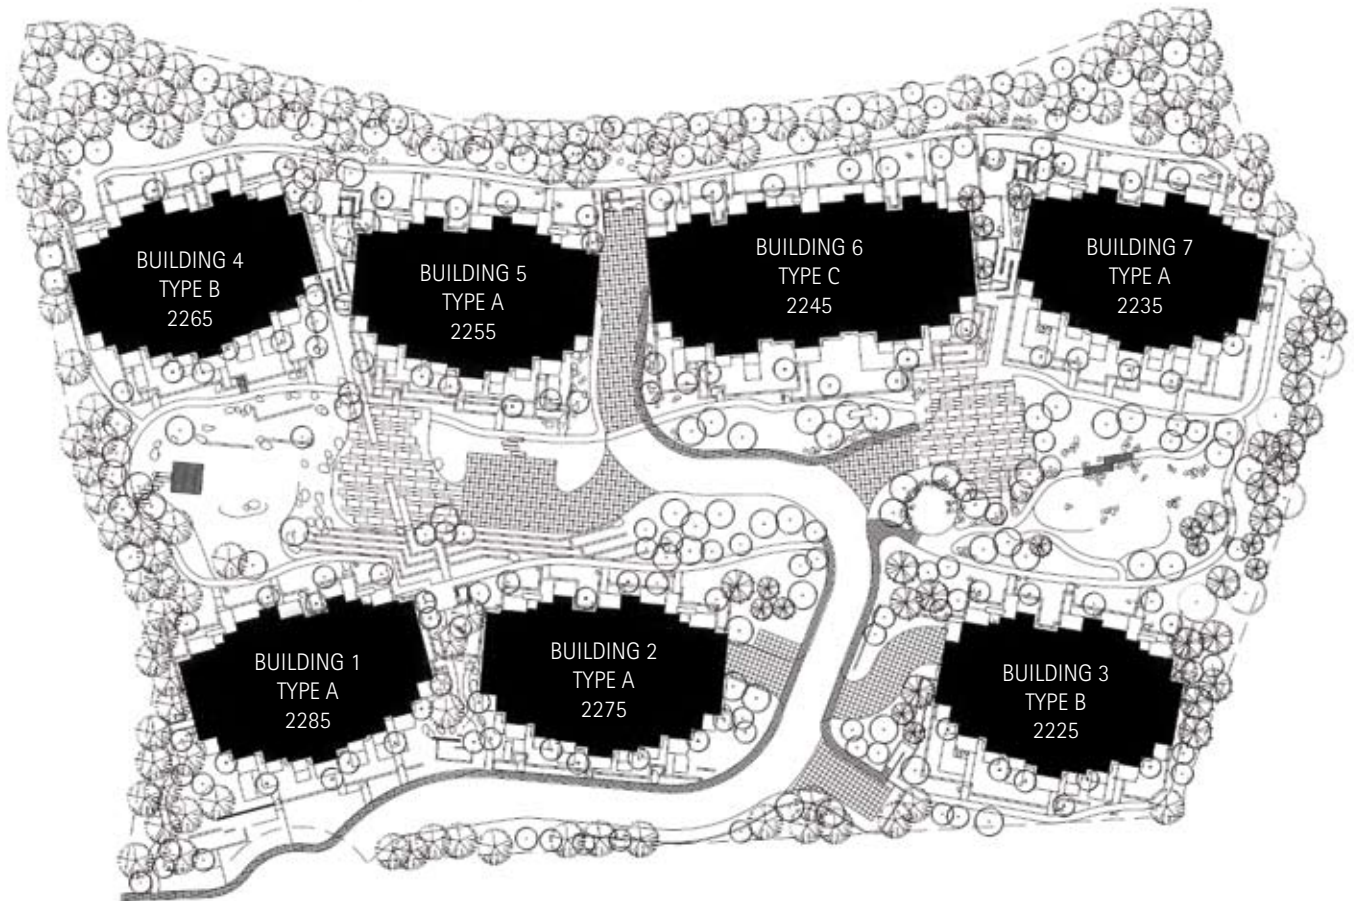 BUILDING 4
TYPE B
2265
BUILDING 5
TYPE A
2255
BUILDING 6
TYPE C
2245
BUILDING 7
TYPE A
2235
BUILDING 1
TYPE A
2285
BUILDING 2
TYPE A
2275
BUILDING 3
TYPE B
2225